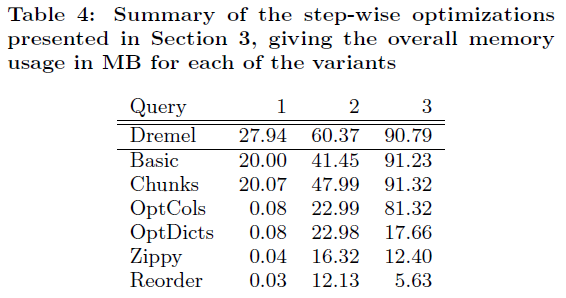 Table 4: Summary of the step-wise optimizations
presented in Section 3, giving the overall memory
usage in MB for each of the variants
Query 1 2 3
Dremel 27.94 60.37 90.79
Basic 20.00 41.45 91.23
Chunks 20.07 47.99 91.32
OptCols 0.08 22.99 81.32
OptDicts 0.08 22.98 17.66
Zippy 0.04 16.32 12.40
Reorder 0.03 12.13 5.63